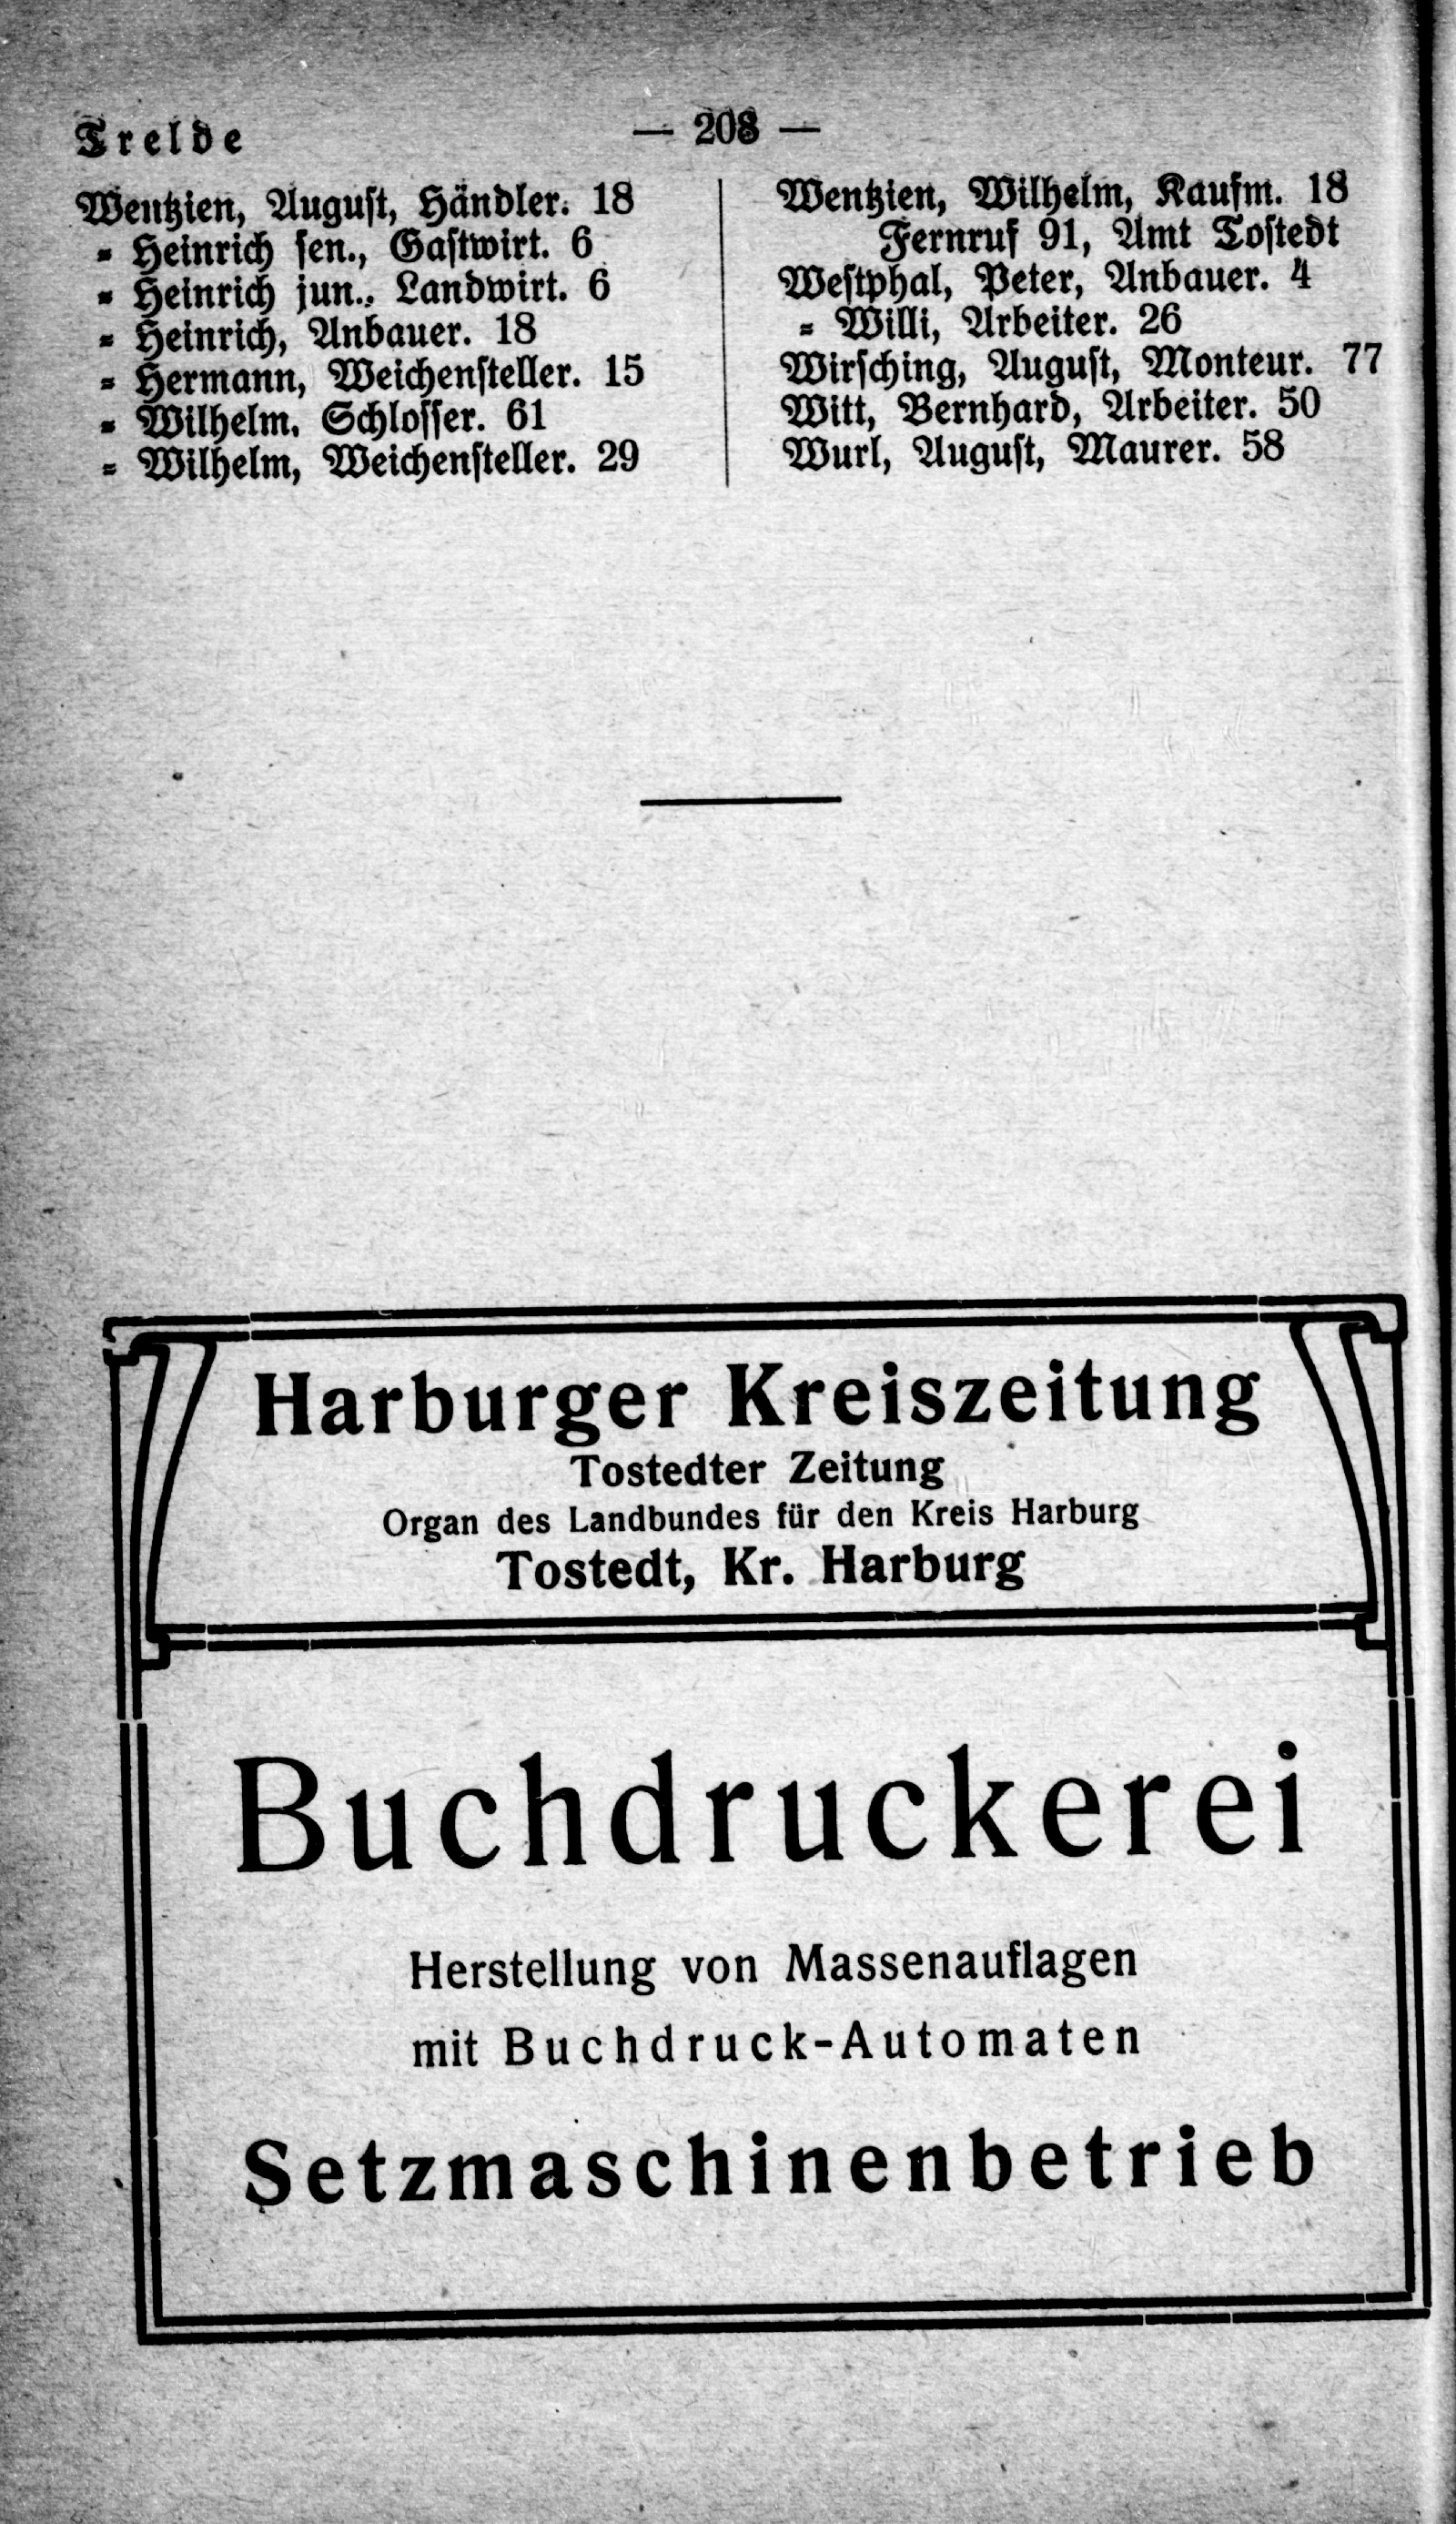 Trelde
— 208 —
Wentzien, August, Händler. 18
= Heinrich sen., Gastwirt. 6
= Heinrich jun., Landwirt. 6
= Heinrich, Anbauer. 18
= Hermann, Weichensteller. 15
= Wilhelm, Schlosser. 61
= Wilhelm, Weichensteller. 29
Wentzien, Wilhelm, Kaufm. 18
Fernruf 91, Amt Tostedt
Westphal, Peter, Anbauer. 4
= Willi, Arbeiter. 26
Wirsching, August, Monteur. 77
Witt, Bernhard, Arbeiter. 50
Wurl, August, Maurer. 58
Harburger Kreiszeitung
Tostedter Zeitung
Organ des Landbundes für den Kreis Harburg
Tostedt, Kr. Harburg
Buchdruckerei
Herstellung von Massenauflagen
mit Buchdruck-Automaten
Setzmaschinenbetrieb